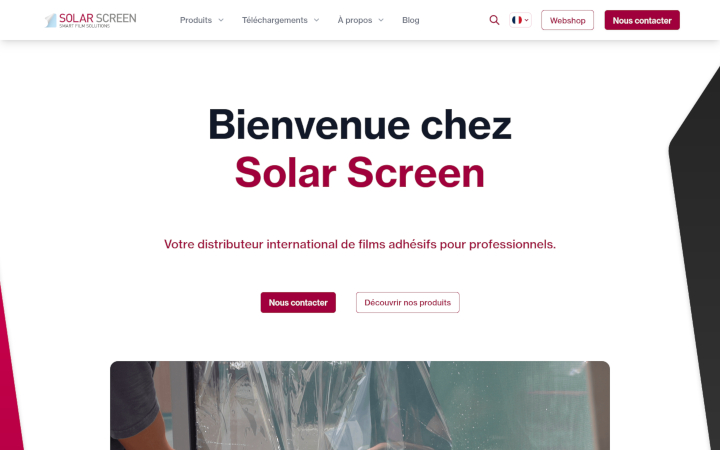 SOLAR SCREEN
SMART FILM SOLUTIONS
Produits
Téléchargements
À propos
Blog
Webshop
Nous contacter
Bienvenue chez
Solar Screen
Votre distributeur international de films adhésifs pour professionnels.
Nous contacter
Découvrir nos produits